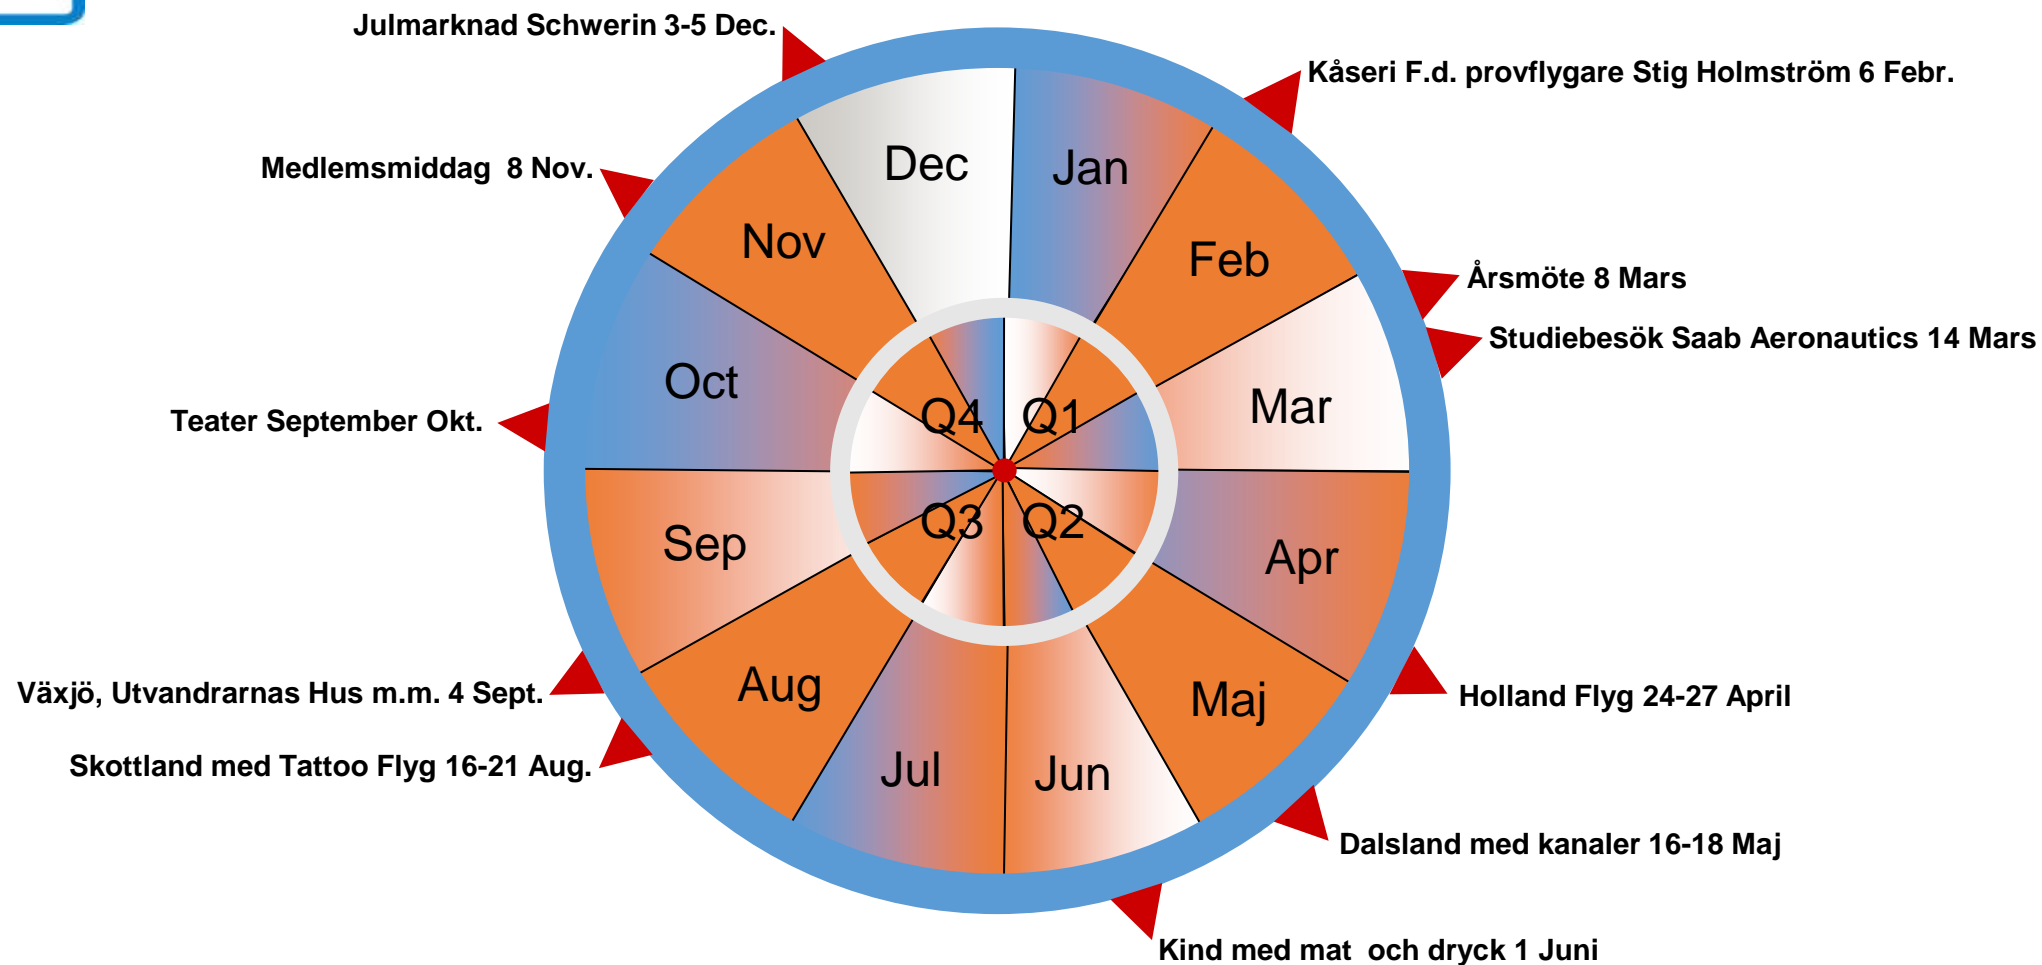 Julmarknad Schwerin 3-5 Dec.
Kåseri F.d. provflygare Stig Holmström 6 Febr.
Medlemsmiddag  8 Nov.
Årsmöte 8 Mars
Studiebesök Saab Aeronautics 14 Mars
Teater September Okt.
Växjö, Utvandrarnas Hus m.m. 4 Sept.
Holland Flyg 24-27 April
Skottland med Tattoo Flyg 16-21 Aug.
Dalsland med kanaler 16-18 Maj
Kind med mat  och dryck 1 Juni
Jan
Feb
Mar
Apr
Maj
Jun
Jul
Aug
Sep
Oct
Nov
Dec
Q1
Q2
Q3
Q4